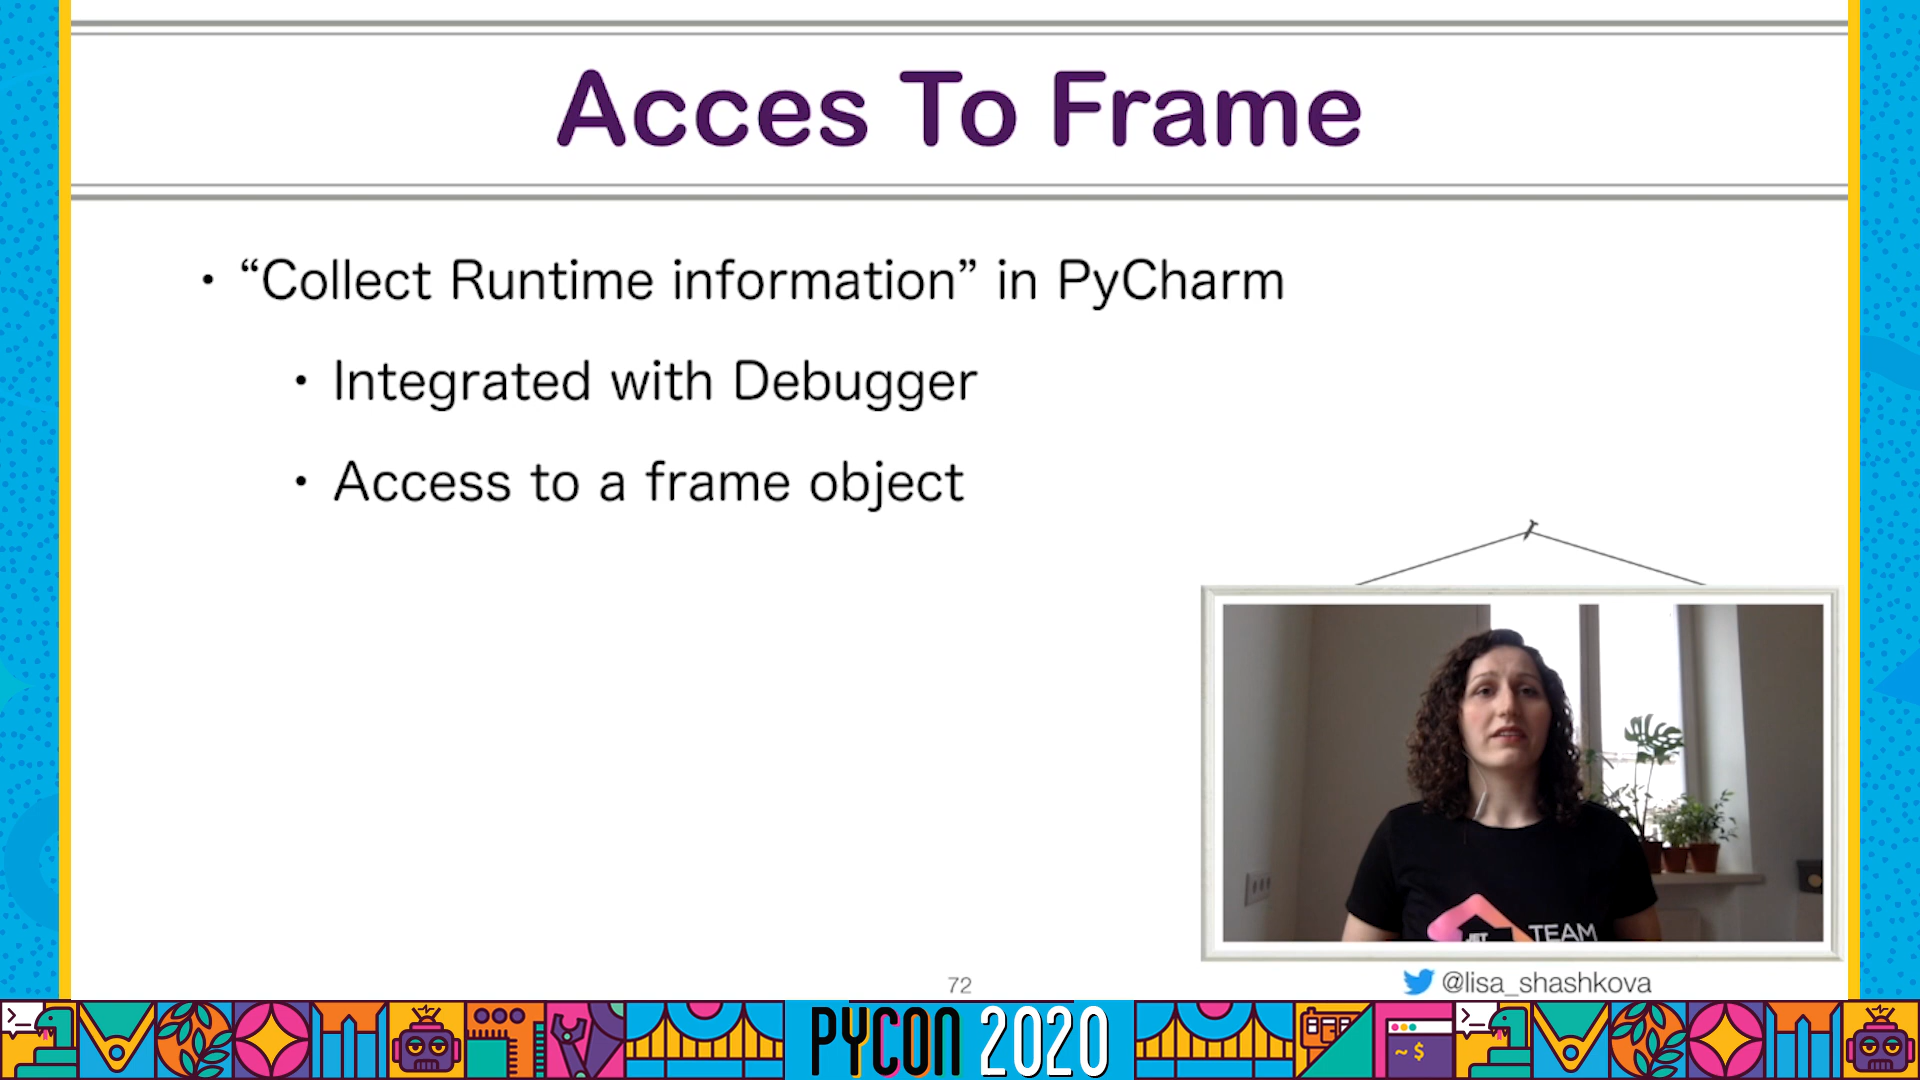 Acces To Frame
• “Collect Runtime information” in PyCharm
• Integrated with Debugger
• Access to a frame object
JET TEAM
72
@lisa_shashkova
>_ PYCON 2020 ~ $ >_